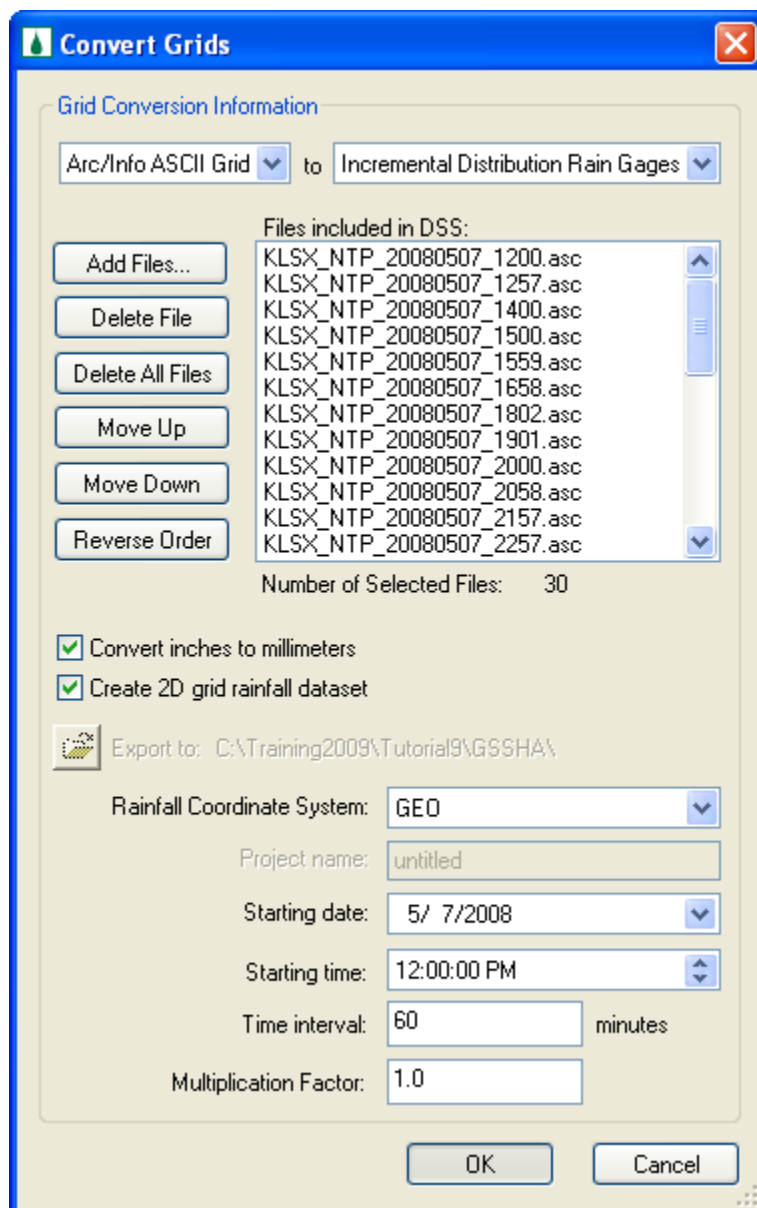 Convert Grids
Grid Conversion Information
Arc/Info ASCII Grid to Incremental Distribution Rain Gages
Files included in DSS:
Add Files...
Delete File
Delete All Files
Move Up
Move Down
Reverse Order
KLSX_NTP_20080507_1200.asc
KLSX_NTP_20080507_1257.asc
KLSX_NTP_20080507_1400.asc
KLSX_NTP_20080507_1500.asc
KLSX_NTP_20080507_1559.asc
KLSX_NTP_20080507_1658.asc
KLSX_NTP_20080507_1802.asc
KLSX_NTP_20080507_1901.asc
KLSX_NTP_20080507_2000.asc
KLSX_NTP_20080507_2058.asc
KLSX_NTP_20080507_2157.asc
KLSX_NTP_20080507_2257.asc
Number of Selected Files: 30
Convert inches to millimeters
Create 2D grid rainfall dataset
Export to: C:\Training2009\Tutorial9\GSSHA\
Rainfall Coordinate System: GEO
Project name: untitled
Starting date: 5/ 7/2008
Starting time: 12:00:00 PM
Time interval: 60 minutes
Multiplication Factor: 1.0
OK Cancel